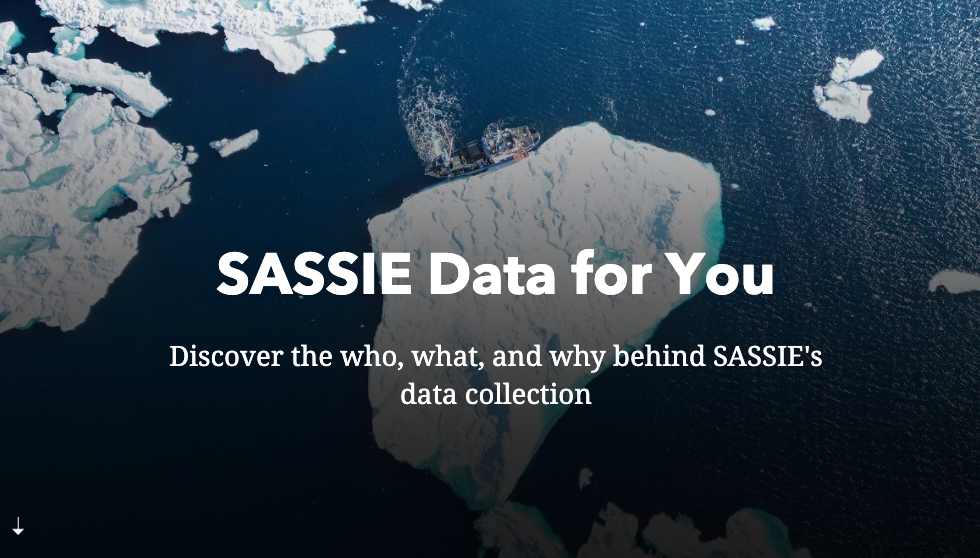 SASSIE Data for You
Discover the who, what, and why behind SASSIE's
data collection